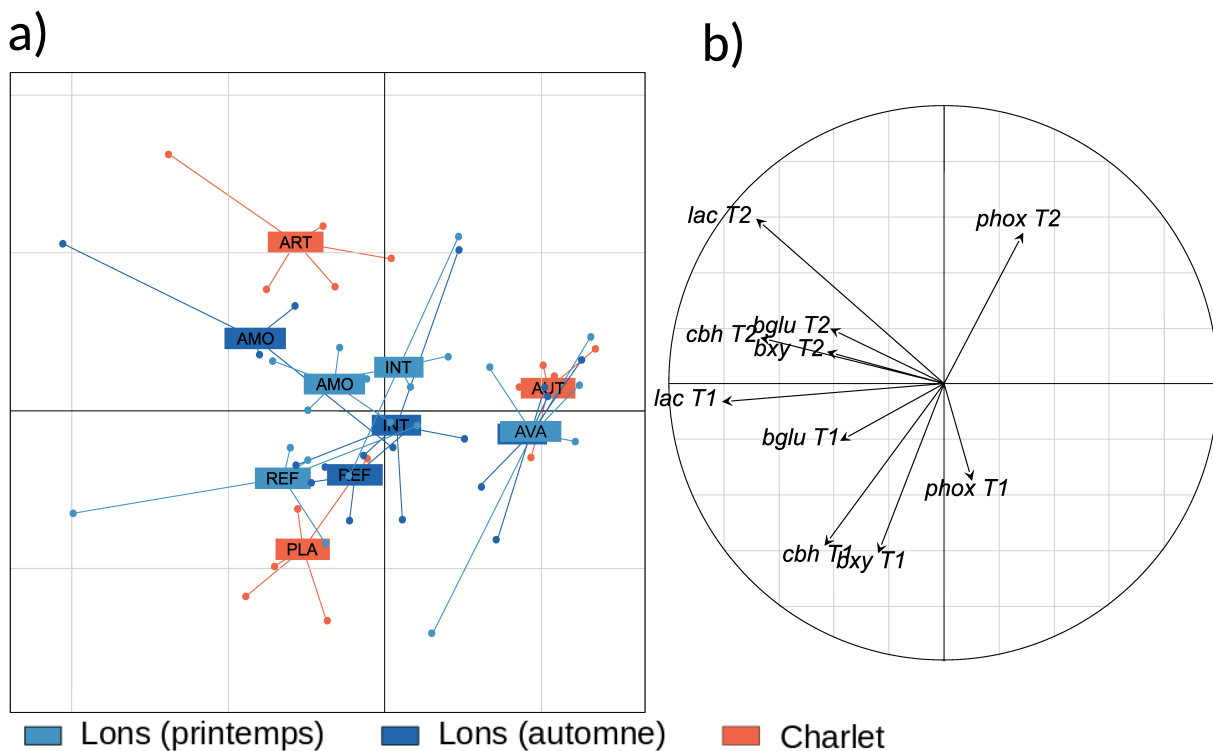 a)
b)
ART
AMO
AMO
INT
INT
AUT
AVA
REF
REF
PLA
lac T2
phox T2
cbh T2
bglu T2
bxy T2
lac T1
bglu T1
phox T1
cbh T1
bxy T1
Lons (printemps)
Lons (automne)
Charlet